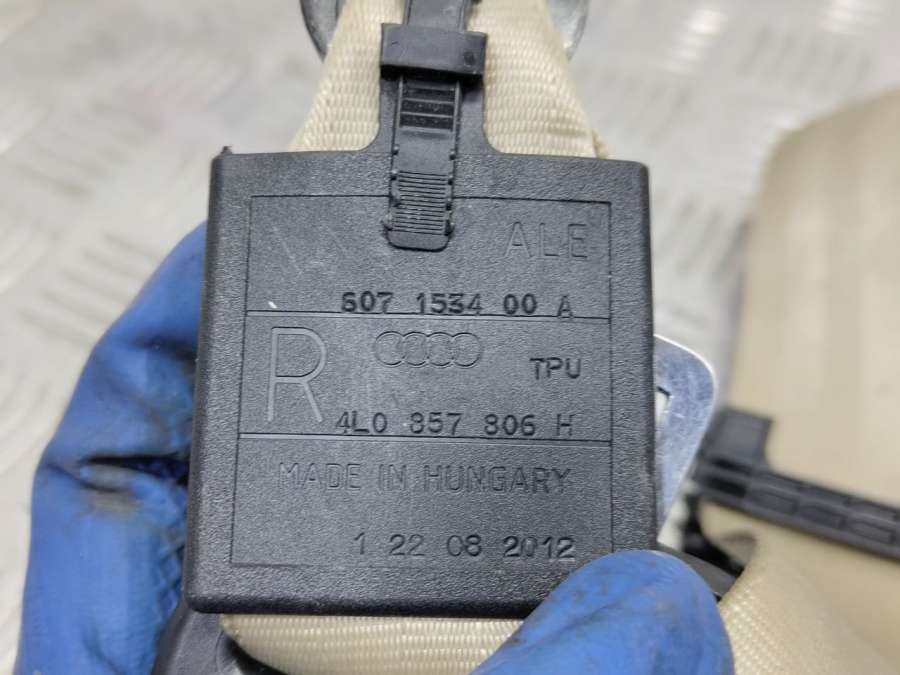 ALE
607 1534 00 A
R
TPU
4L0 857 806 H
MADE IN HUNGARY
1 22 08 2012